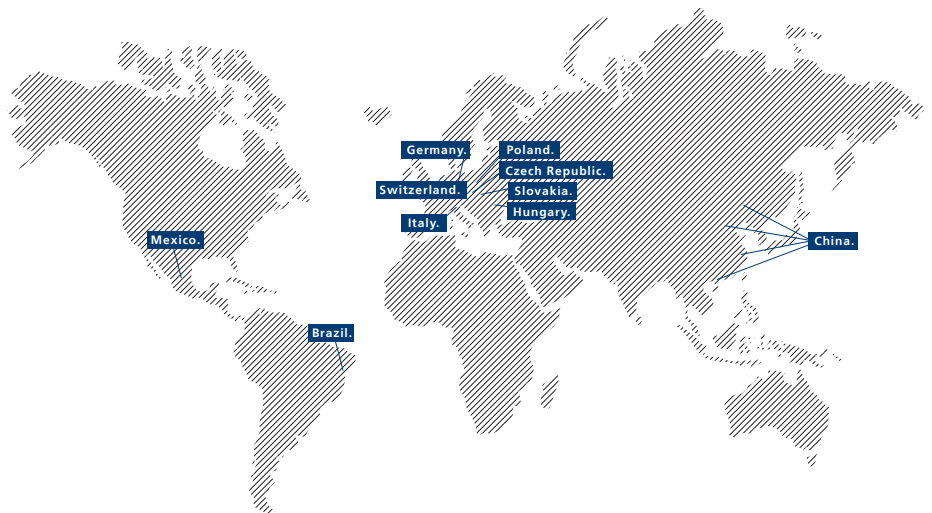 Germany.
Poland.
Czech Republic.
Switzerland.
Slovakia.
Hungary.
Italy.
Mexico.
China.
Brazil.